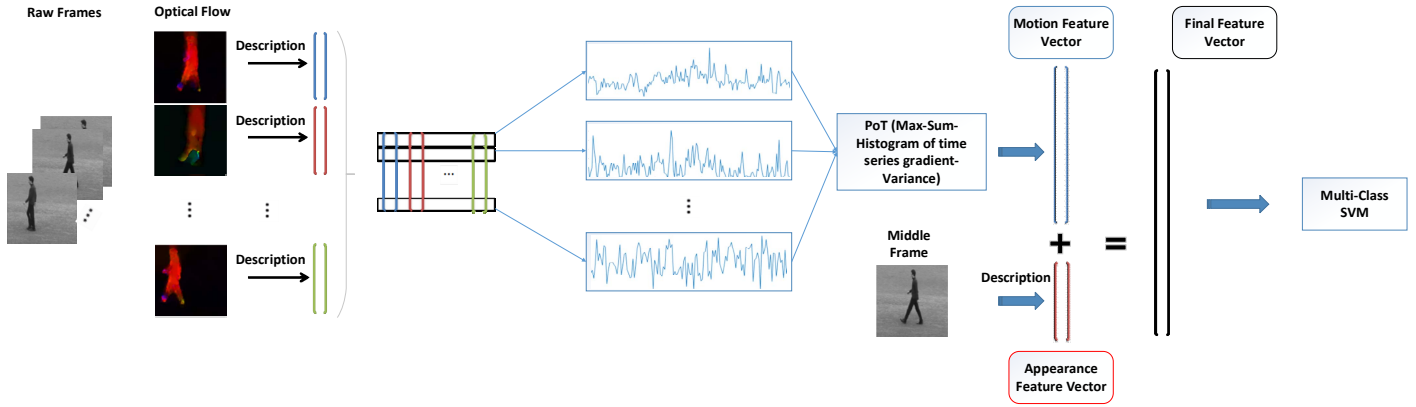 Raw Frames
Optical Flow
Description
Description
Description
PoT (Max-Sum-
Histogram of time
series gradient-
Variance)
Middle
Frame
Description
Motion Feature
Vector
+
Appearance
Feature Vector
=
Final Feature
Vector
Multi-Class
SVM